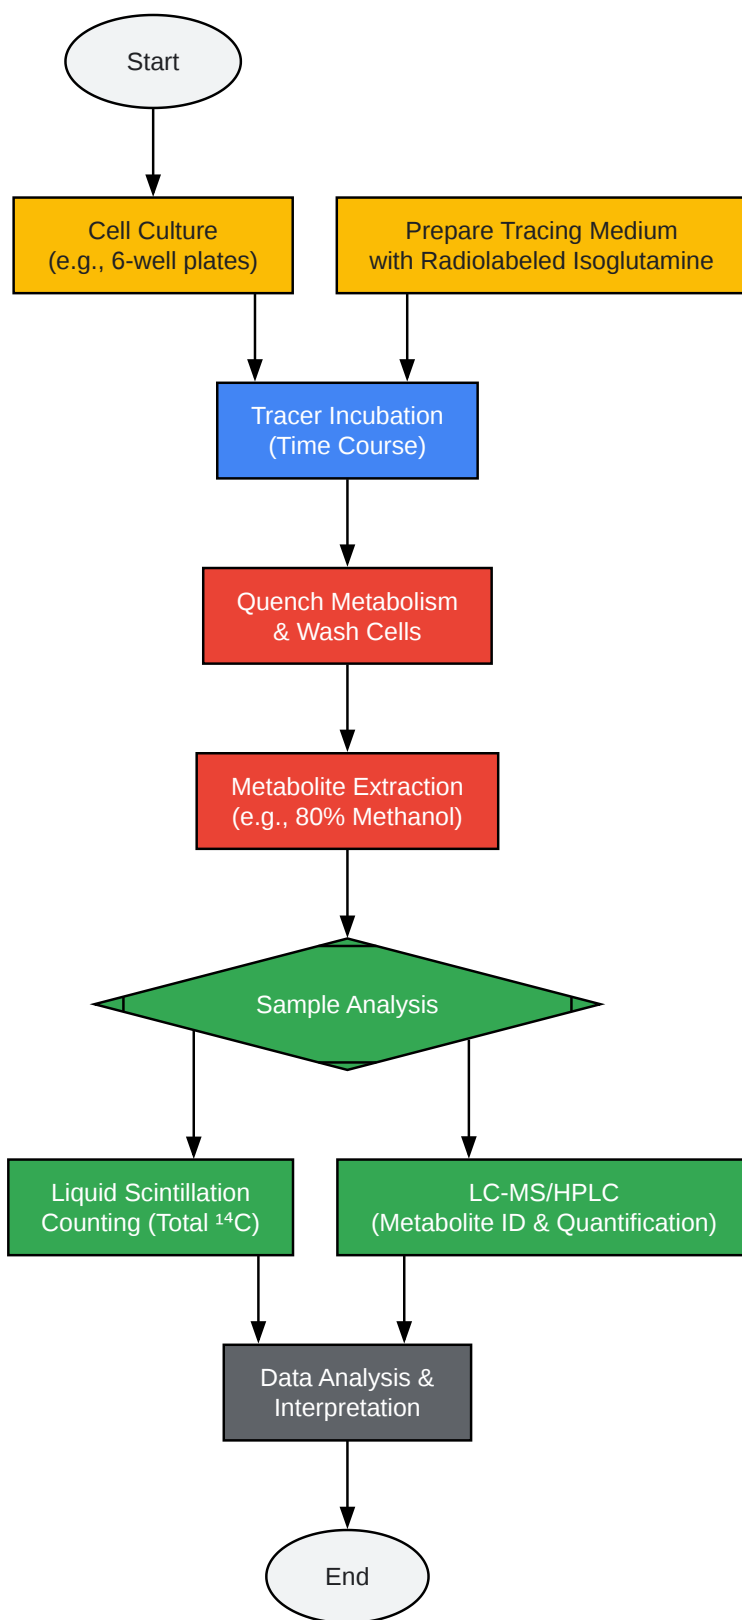 Start
Cell Culture
(e.g., 6-well plates)
Prepare Tracing Medium
with Radiolabeled Isoglutamine
Tracer Incubation
(Time Course)
Quench Metabolism
& Wash Cells
Metabolite Extraction
(e.g., 80% Methanol)
Sample Analysis
Liquid Scintillation
Counting (Total ¹⁴C)
LC-MS/HPLC
(Metabolite ID & Quantification)
Data Analysis &
Interpretation
End